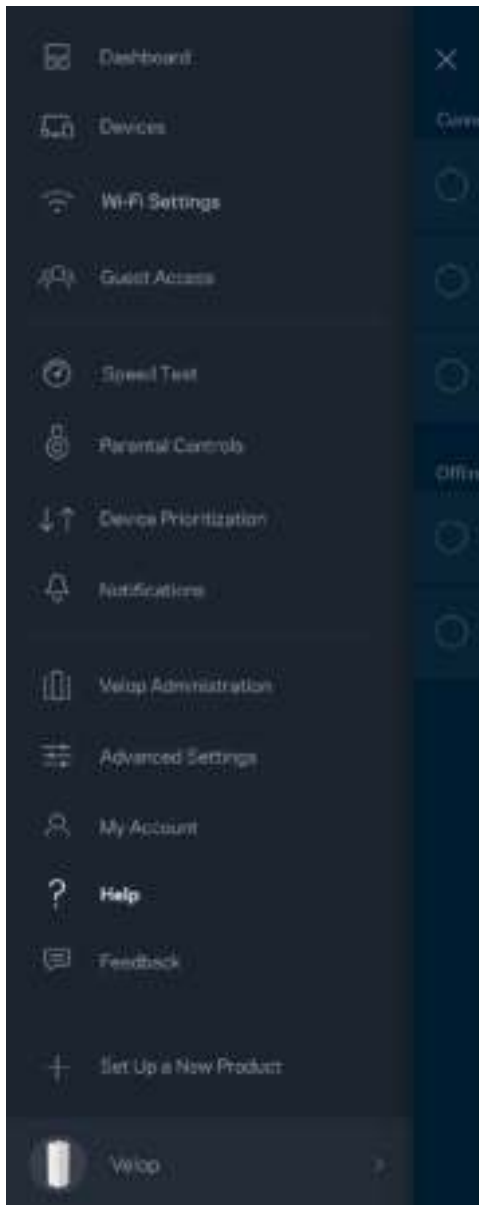 Dashboard
Devices
Wi-Fi Settings
Guest Access
Speed Test
Parental Controls
Device Prioritization
Notifications
Velop Administration
Advanced Settings
My Account
Help
Feedback
Set Up a New Product
Velop